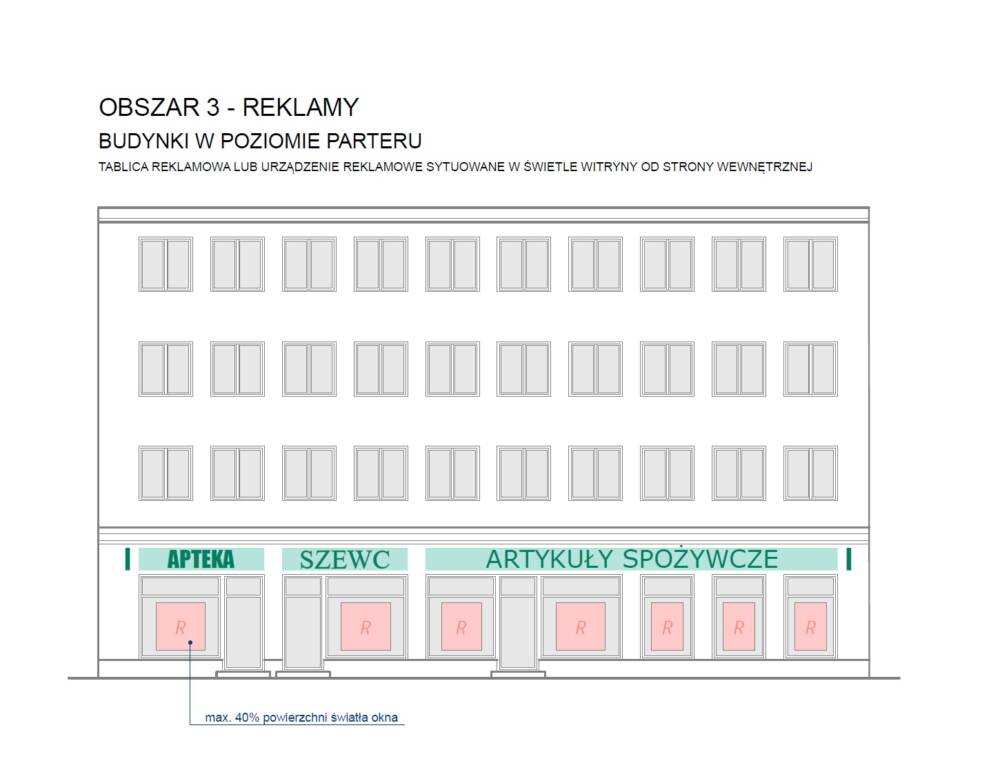 OBSZAR 3 - REKLAMY
BUDYNKI W POZIOMIE PARTERU
TABLICA REKLAMOWA LUB URZĄDZENIE REKLAMOWE SYTUOWANE W ŚWIETLE WITRYNY OD STRONY WEWNĘTRZNEJ
APTEKA SZEWC ARTYKUŁY SPOŻYWCZE
R R R R R R R
max. 40% powierzchni światła okna